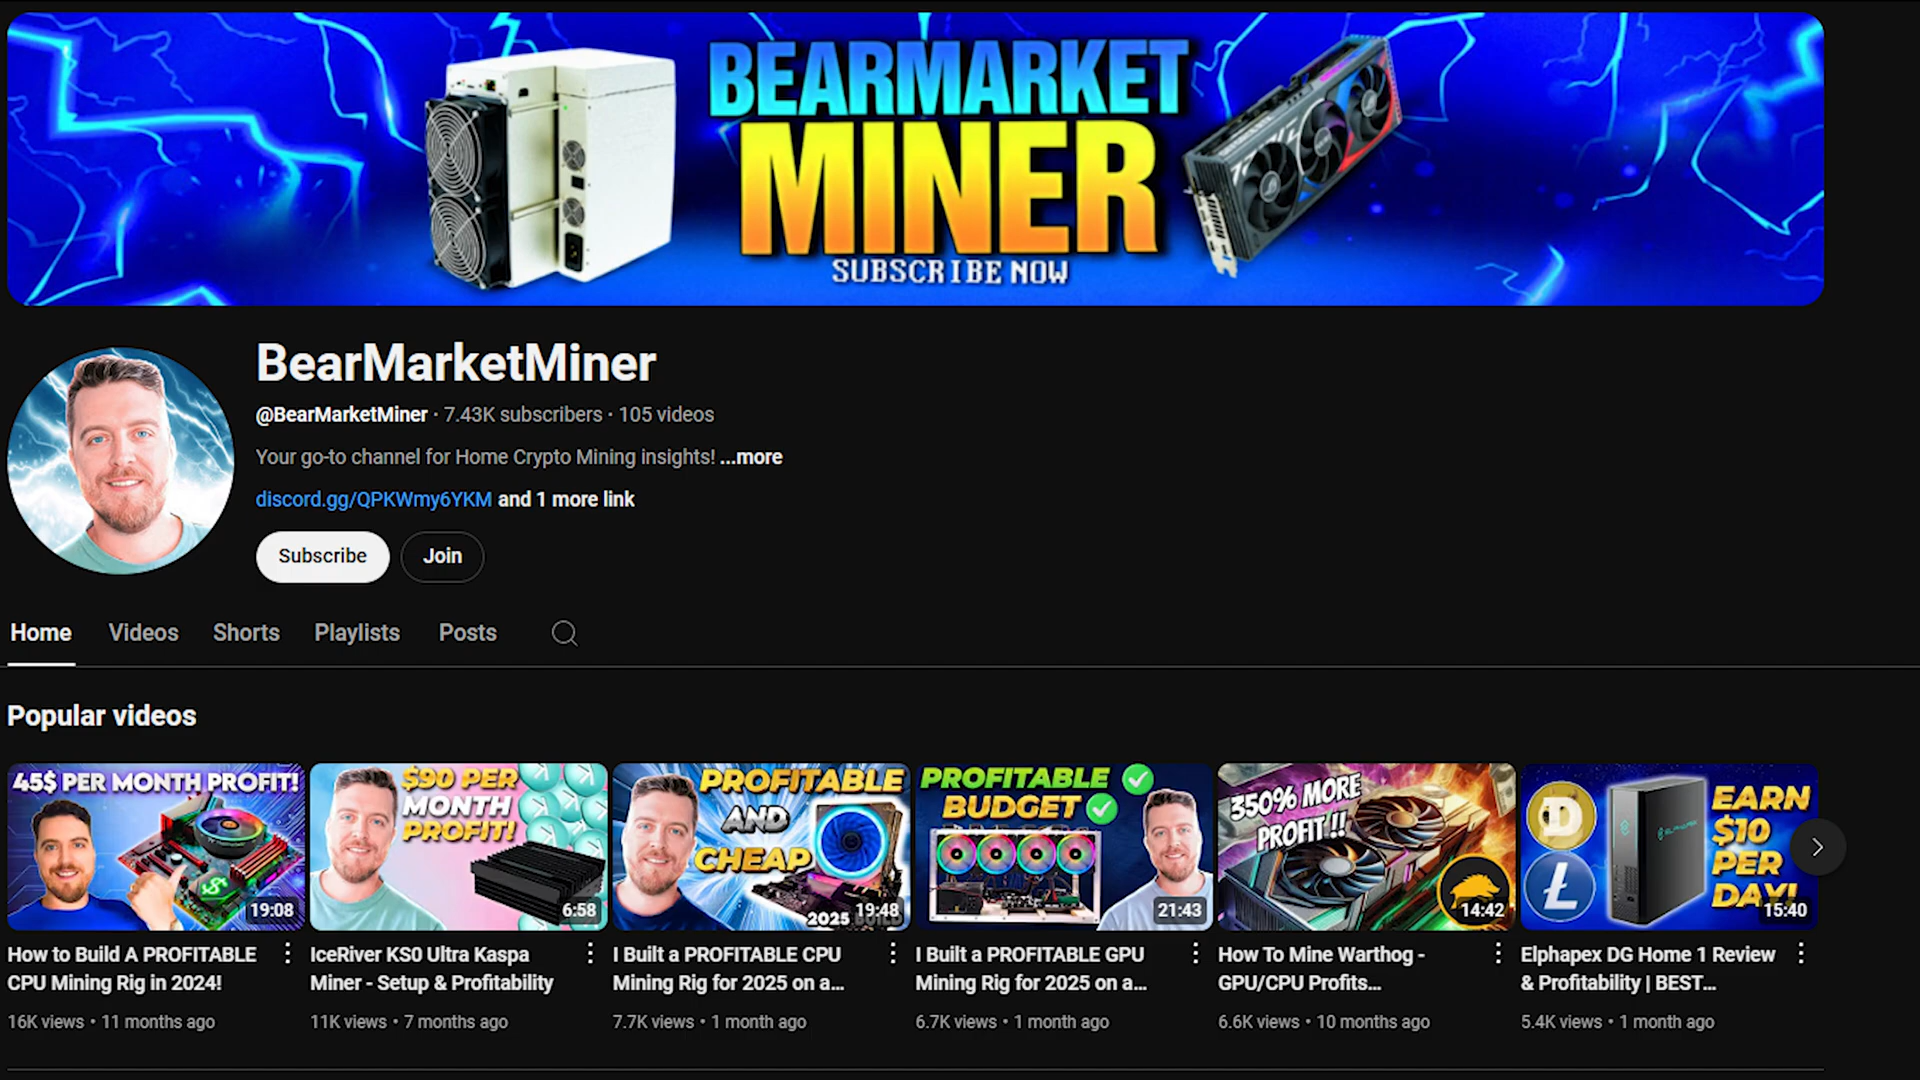 BEARMARKET
MINER
SUBSCRIBE NOW
BearMarketMiner
@BearMarketMiner · 7.43K subscribers · 105 videos
Your go-to channel for Home Crypto Mining insights! ...more
discord.gg/QPKWmy6YKM and 1 more link
Subscribe
Join
Home
Videos
Shorts
Playlists
Posts
Popular videos
45$ PER MONTH PROFIT!
19:08
How to Build A PROFITABLE
CPU Mining Rig in 2024!
16K views • 11 months ago
$90 PER
MONTH
PROFIT!
6:58
IceRiver KS0 Ultra Kaspa
Miner - Setup & Profitability
11K views • 7 months ago
PROFITABLE
AND
CHEAP
2025
19:48
I Built a PROFITABLE CPU
Mining Rig for 2025 on a...
7.7K views • 1 month ago
PROFITABLE
BUDGET
21:43
I Built a PROFITABLE GPU
Mining Rig for 2025 on a...
6.7K views • 1 month ago
350% MORE
PROFIT!!
14:42
How To Mine Warthog -
GPU/CPU Profits...
6.6K views • 10 months ago
EARN
$10
PER
DAY!
15:40
Elphapex DG Home 1 Review
& Profitability | BEST...
5.4K views • 1 month ago